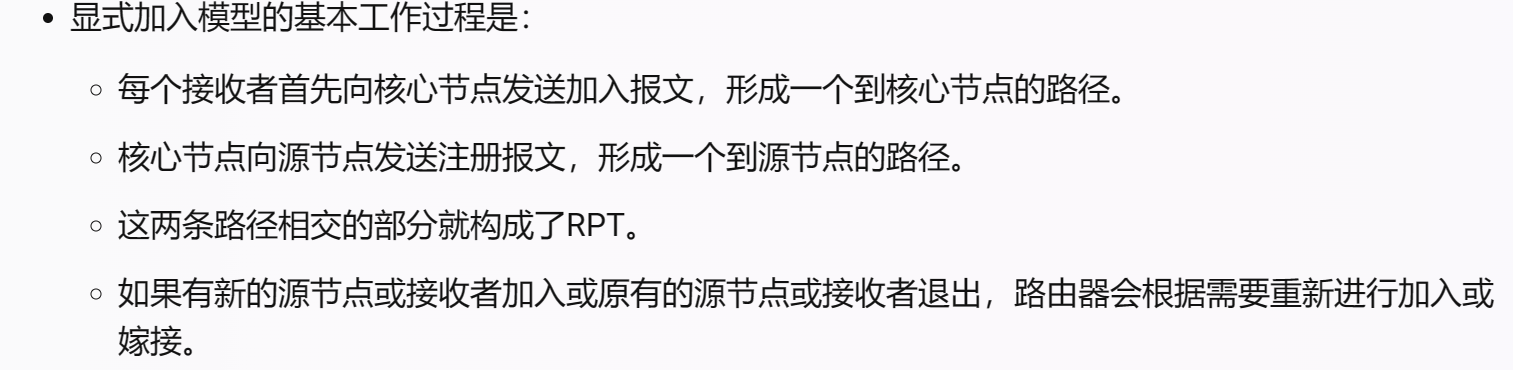 显式加入模型的基本工作过程是：
每个接收者首先向核心节点发送加入报文，形成一个到核心节点的路径。
核心节点向源节点发送注册报文，形成一个到源节点的路径。
这两条路径相交的部分就构成了RPT。
如果有新的源节点或接收者加入或原有的源节点或接收者退出，路由器会根据需要重新进行加入或
嫁接。